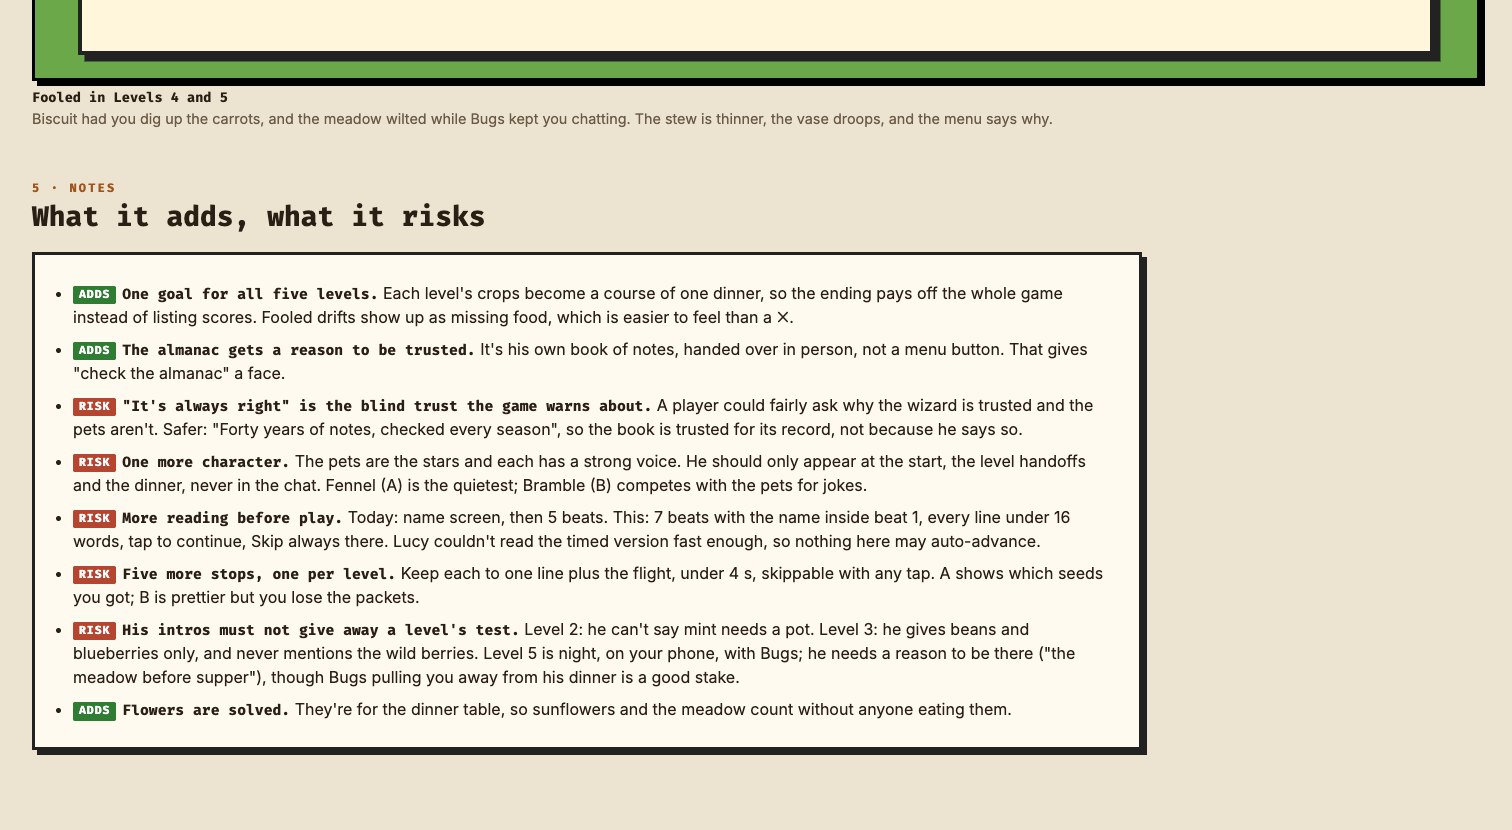 Fooled in Levels 4 and 5
Biscuit had you dig up the carrots, and the meadow wilted while Bugs kept you chatting. The stew is thinner, the vase droops, and the menu says why.
5 · NOTES
What it adds, what it risks
• ADDS One goal for all five levels. Each level's crops become a course of one dinner, so the ending pays off the whole game
instead of listing scores. Fooled drifts show up as missing food, which is easier to feel than a ✕.
• ADDS The almanac gets a reason to be trusted. It's his own book of notes, handed over in person, not a menu button. That gives
"check the almanac" a face.
• RISK "It's always right" is the blind trust the game warns about. A player could fairly ask why the wizard is trusted and the
pets aren't. Safer: "Forty years of notes, checked every season", so the book is trusted for its record, not because he says so.
• RISK One more character. The pets are the stars and each has a strong voice. He should only appear at the start, the level handoffs
and the dinner, never in the chat. Fennel (A) is the quietest; Bramble (B) competes with the pets for jokes.
• RISK More reading before play. Today: name screen, then 5 beats. This: 7 beats with the name inside beat 1, every line under 16
words, tap to continue, Skip always there. Lucy couldn't read the timed version fast enough, so nothing here may auto-advance.
• RISK Five more stops, one per level. Keep each to one line plus the flight, under 4 s, skippable with any tap. A shows which seeds
you got; B is prettier but you lose the packets.
• RISK His intros must not give away a level's test. Level 2: he can't say mint needs a pot. Level 3: he gives beans and
blueberries only, and never mentions the wild berries. Level 5 is night, on your phone, with Bugs; he needs a reason to be there ("the
meadow before supper"), though Bugs pulling you away from his dinner is a good stake.
• ADDS Flowers are solved. They're for the dinner table, so sunflowers and the meadow count without anyone eating them.